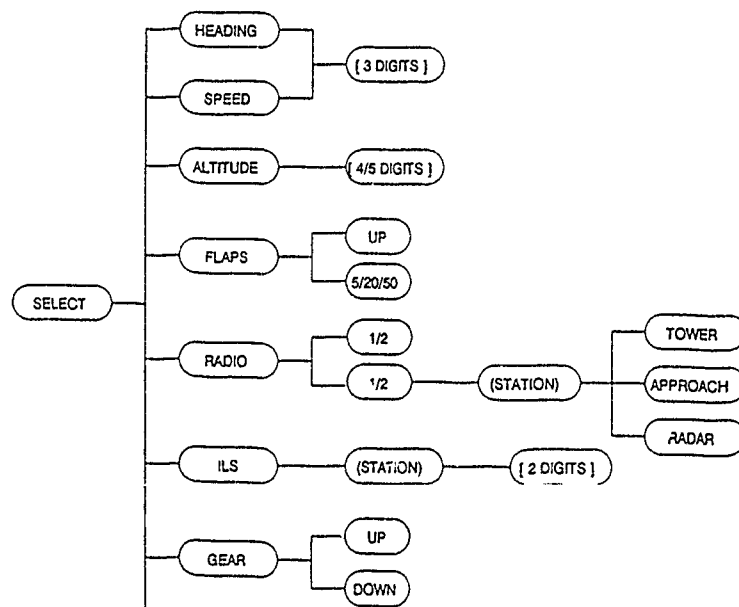 HEADING
[ 3 DIGITS ]
SPEED
ALTITUDE
[ 4/5 DIGITS ]
UP
FLAPS
5/20/50
SELECT
1/2
TOWER
RADIO
1/2
(STATION)
APPROACH
RADAR
ILS
(STATION)
[ 2 DIGITS ]
UP
GEAR
DOWN